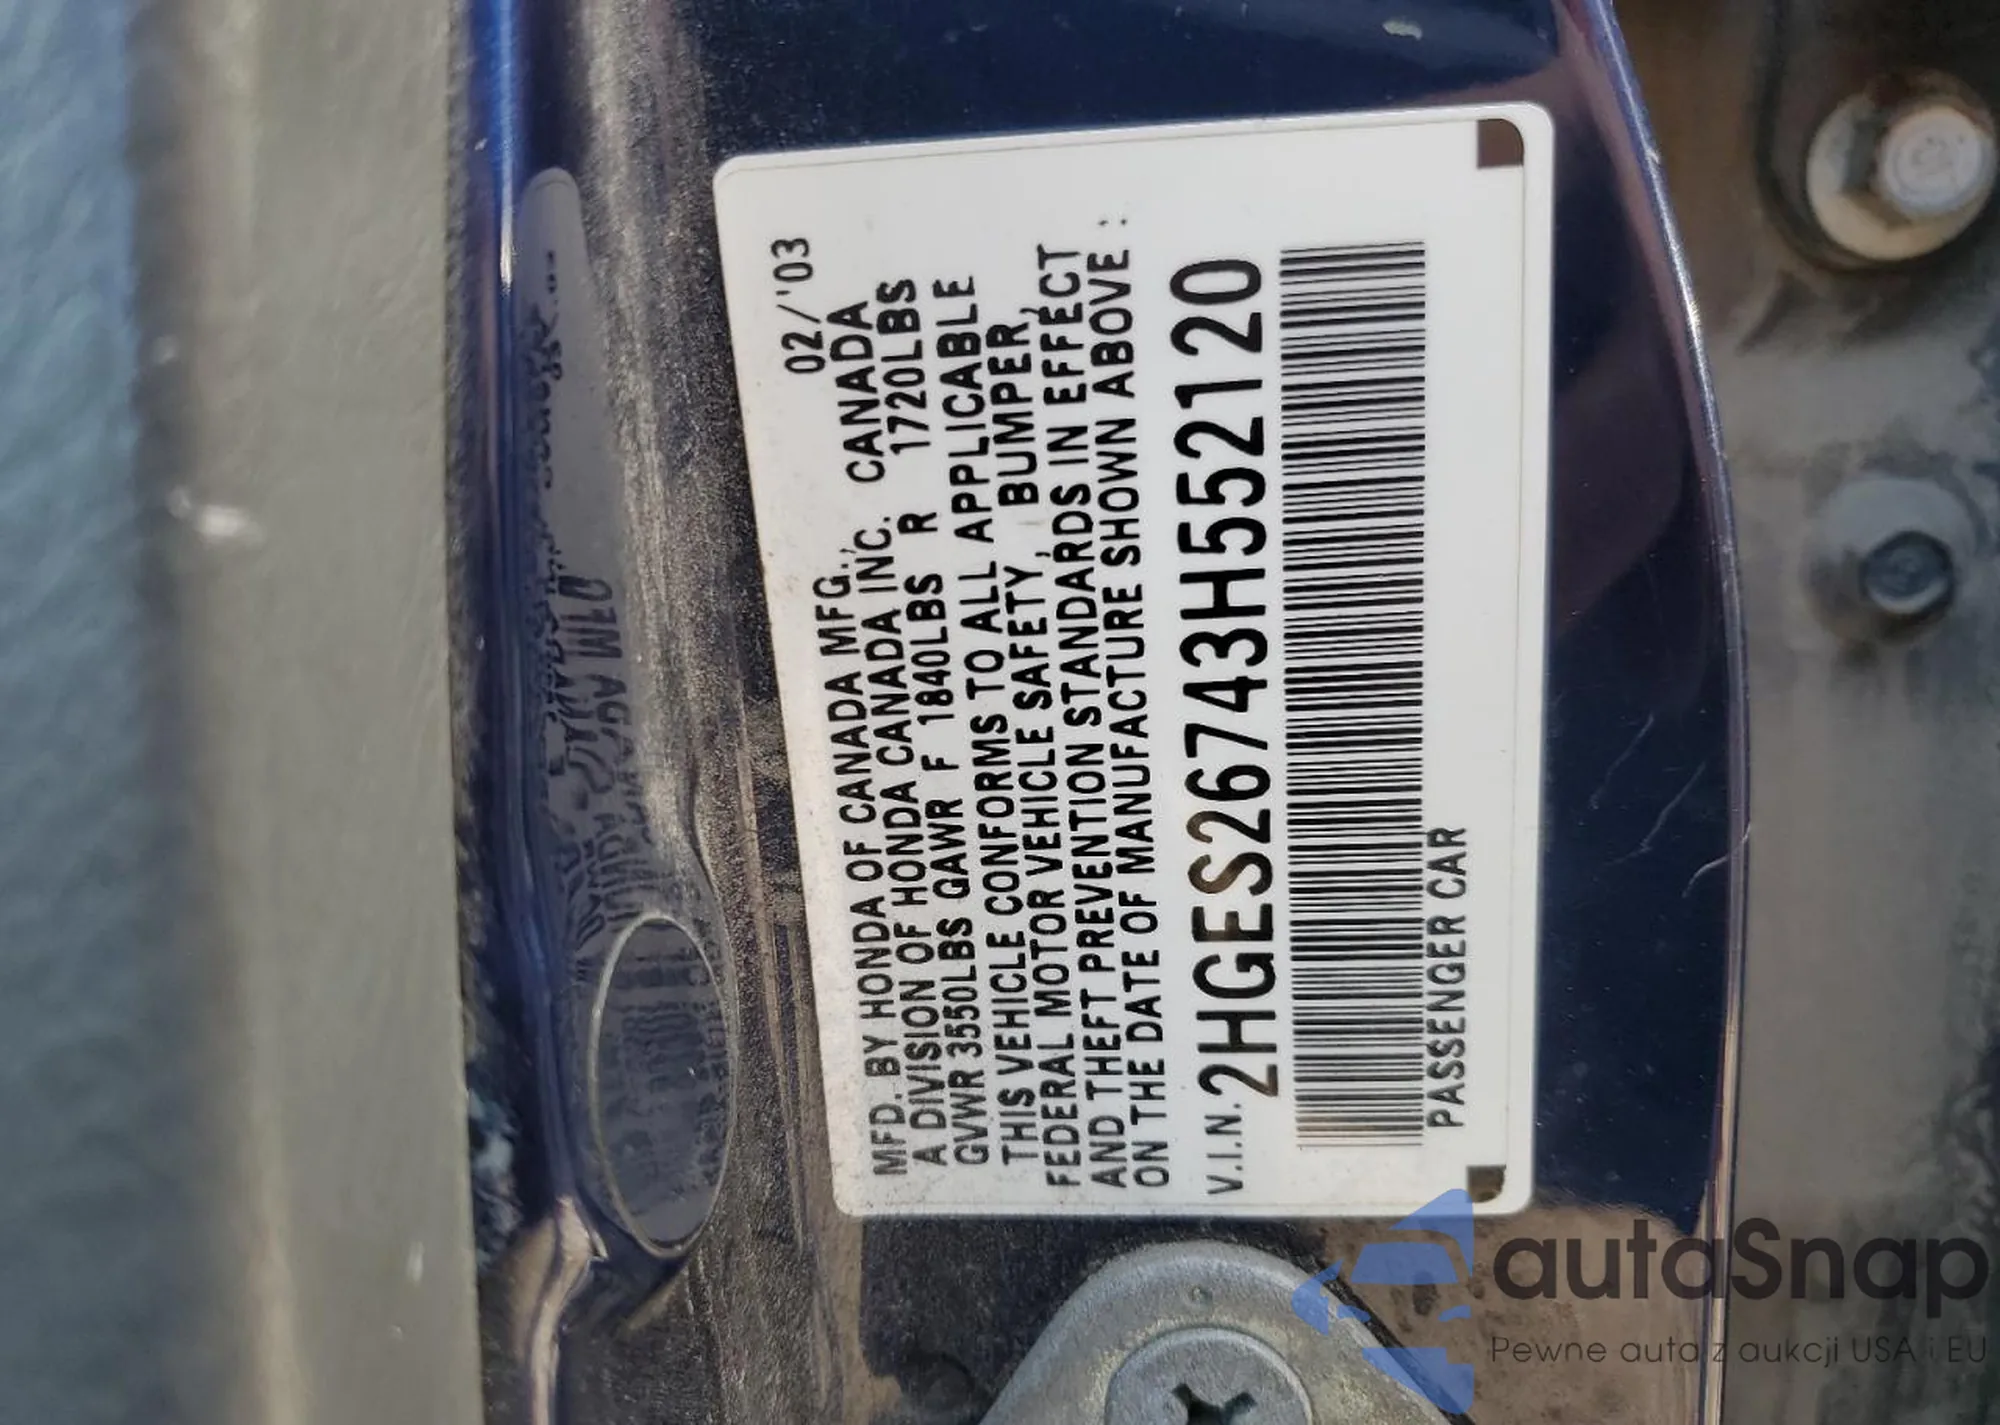 02/'03
MFD. BY HONDA OF CANADA MFG.,
A DIVISION OF HONDA CANADA INC. CANADA
GVWR 3550LBS GAWR F 1840LBS R 1720LBS
THIS VEHICLE CONFORMS TO ALL APPLICABLE
FEDERAL MOTOR VEHICLE SAFETY, BUMPER,
AND THEFT PREVENTION STANDARDS IN EFFECT
ON THE DATE OF MANUFACTURE SHOWN ABOVE :
V.I.N. 2HGES26743H552120
PASSENGER CAR
autaSnap
Pewne auta z aukcji USA i EU